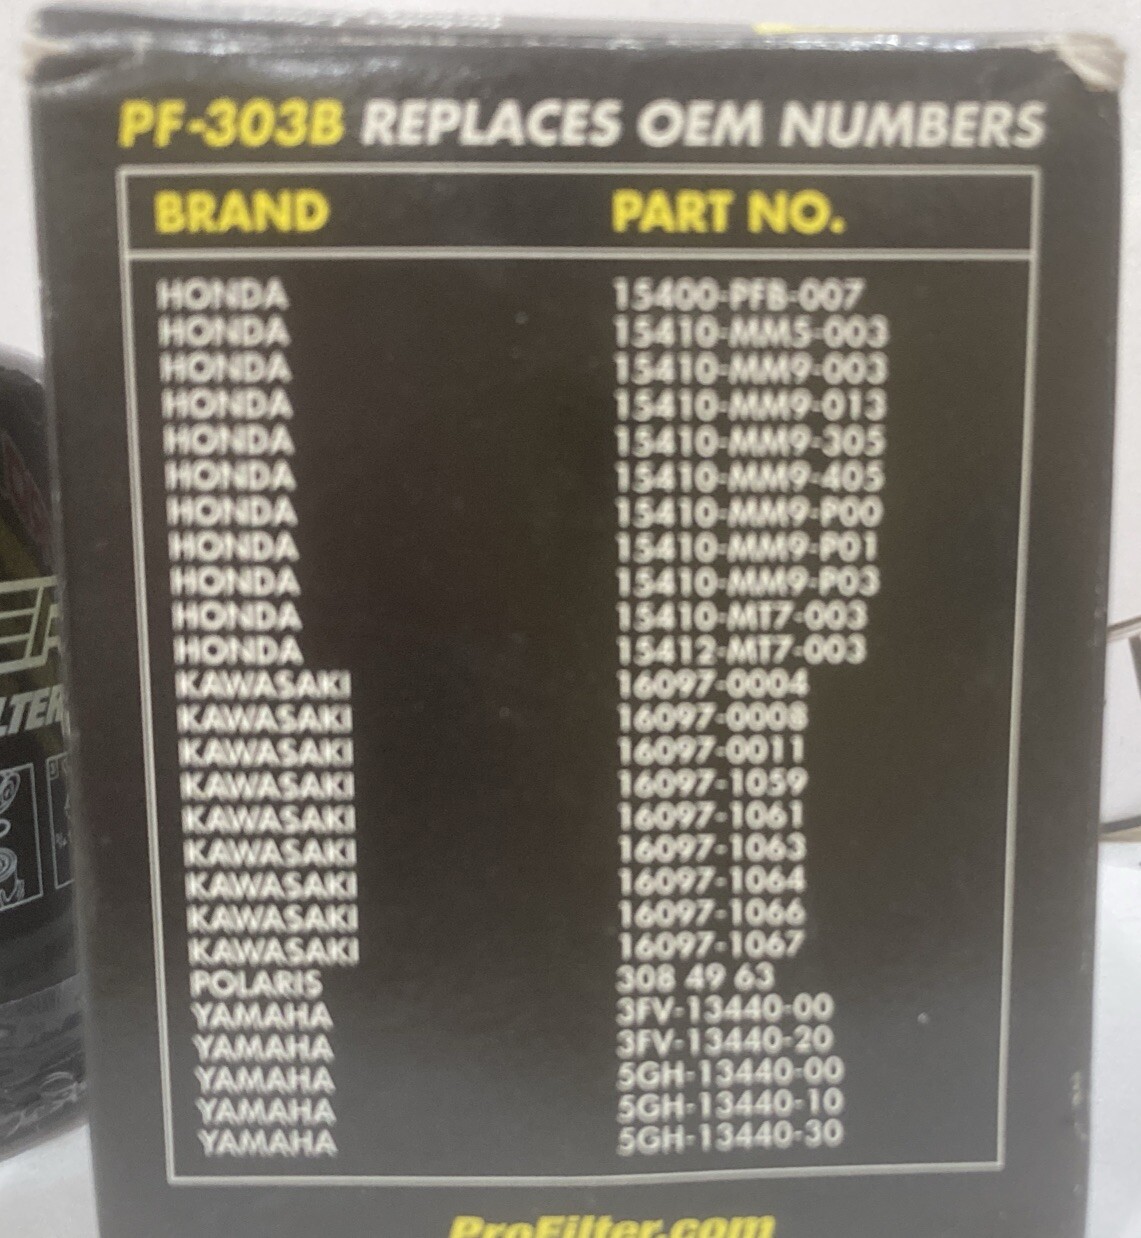 PF-303B REPLACES OEM NUMBERS
BRAND PART NO.
HONDA 15400-PFB-007
HONDA 15410-MM5-003
HONDA 15410-MM9-003
HONDA 15410-MM9-013
HONDA 15410-MM9-305
HONDA 15410-MM9-405
HONDA 15410-MM9-P00
HONDA 15410-MM9-P01
HONDA 15410-MM9-P03
HONDA 15410-MT7-003
HONDA 15412-MT7-003
KAWASAKI 16097-0004
KAWASAKI 16097-0008
KAWASAKI 16097-0011
KAWASAKI 16097-1059
KAWASAKI 16097-1061
KAWASAKI 16097-1063
KAWASAKI 16097-1064
KAWASAKI 16097-1066
KAWASAKI 16097-1067
POLARIS 308 49 63
YAMAHA 3FV-13440-00
YAMAHA 3FV-13440-20
YAMAHA 5GH-13440-00
YAMAHA 5GH-13440-10
YAMAHA 5GH-13440-30
ProFilter.com